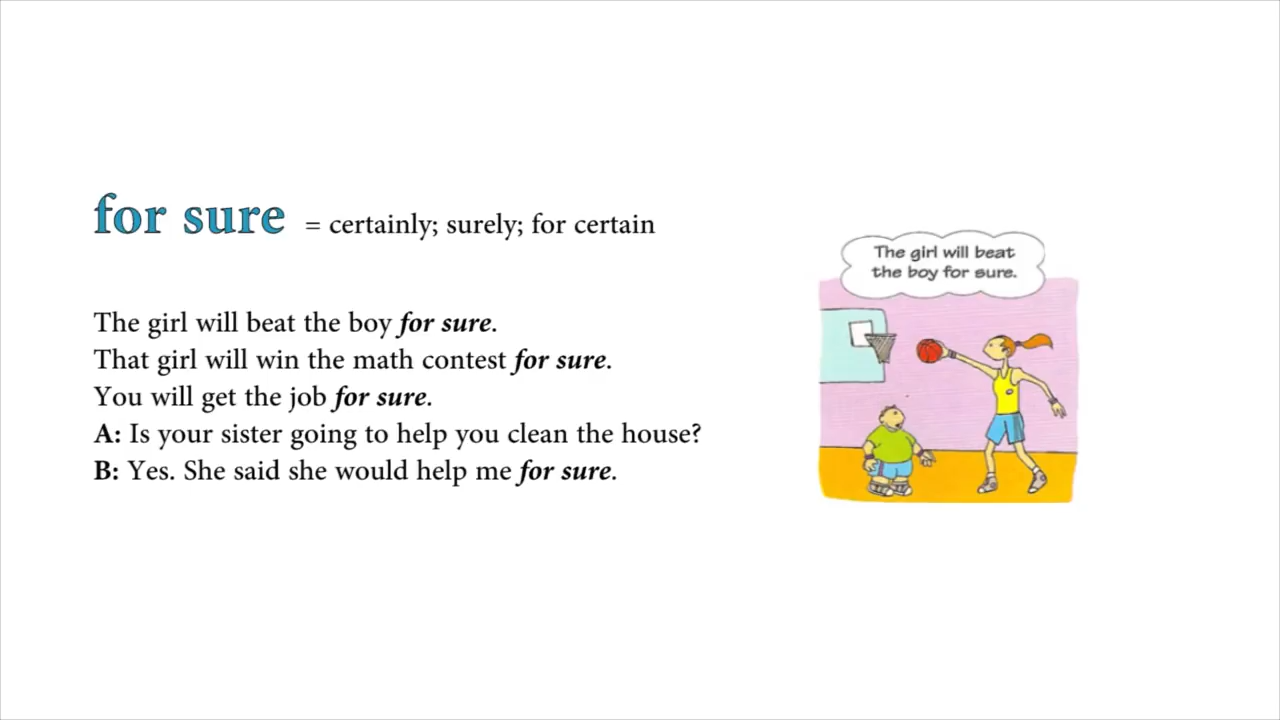 for sure = certainly; surely; for certain
The girl will beat the boy for sure.
That girl will win the math contest for sure.
You will get the job for sure.
A: Is your sister going to help you clean the house?
B: Yes. She said she would help me for sure.
The girl will beat
the boy for sure.